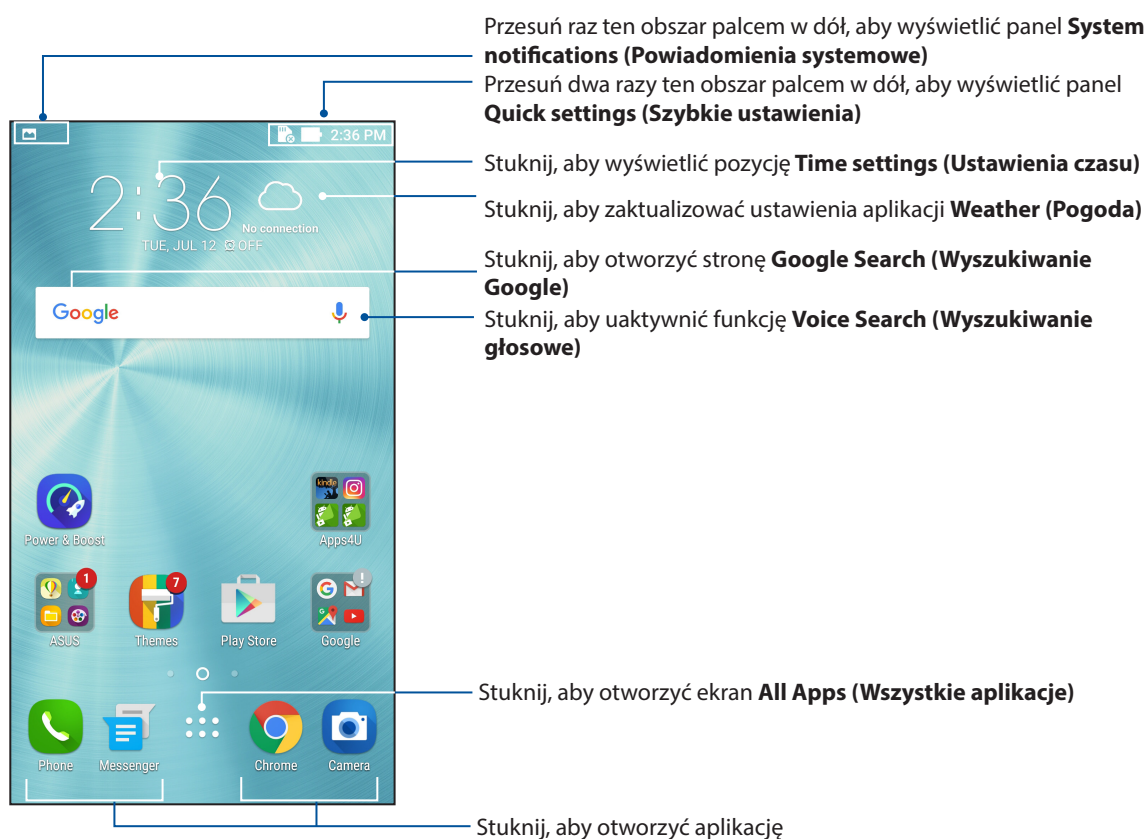 Przesuń raz ten obszar palcem w dół, aby wyświetlić panel System
notifications (Powiadomienia systemowe)
Przesuń dwa razy ten obszar palcem w dół, aby wyświetlić panel
Quick settings (Szybkie ustawienia)
2:36 PM
Stuknij, aby wyświetlić pozycję Time settings (Ustawienia czasu)
2:36
No connection
TUE, JUL 12 OFF
Stuknij, aby zaktualizować ustawienia aplikacji Weather (Pogoda)
Stuknij, aby otworzyć stronę Google Search (Wyszukiwanie
Google)
Google
Stuknij, aby uaktywnić funkcję Voice Search (Wyszukiwanie
głosowe)
kindle
Power & Boost
Apps4U
1
7
!
ASUS
Themes
Play Store
Google
Stuknij, aby otworzyć ekran All Apps (Wszystkie aplikacje)
Phone
Messenger
Chrome
Camera
Stuknij, aby otworzyć aplikację